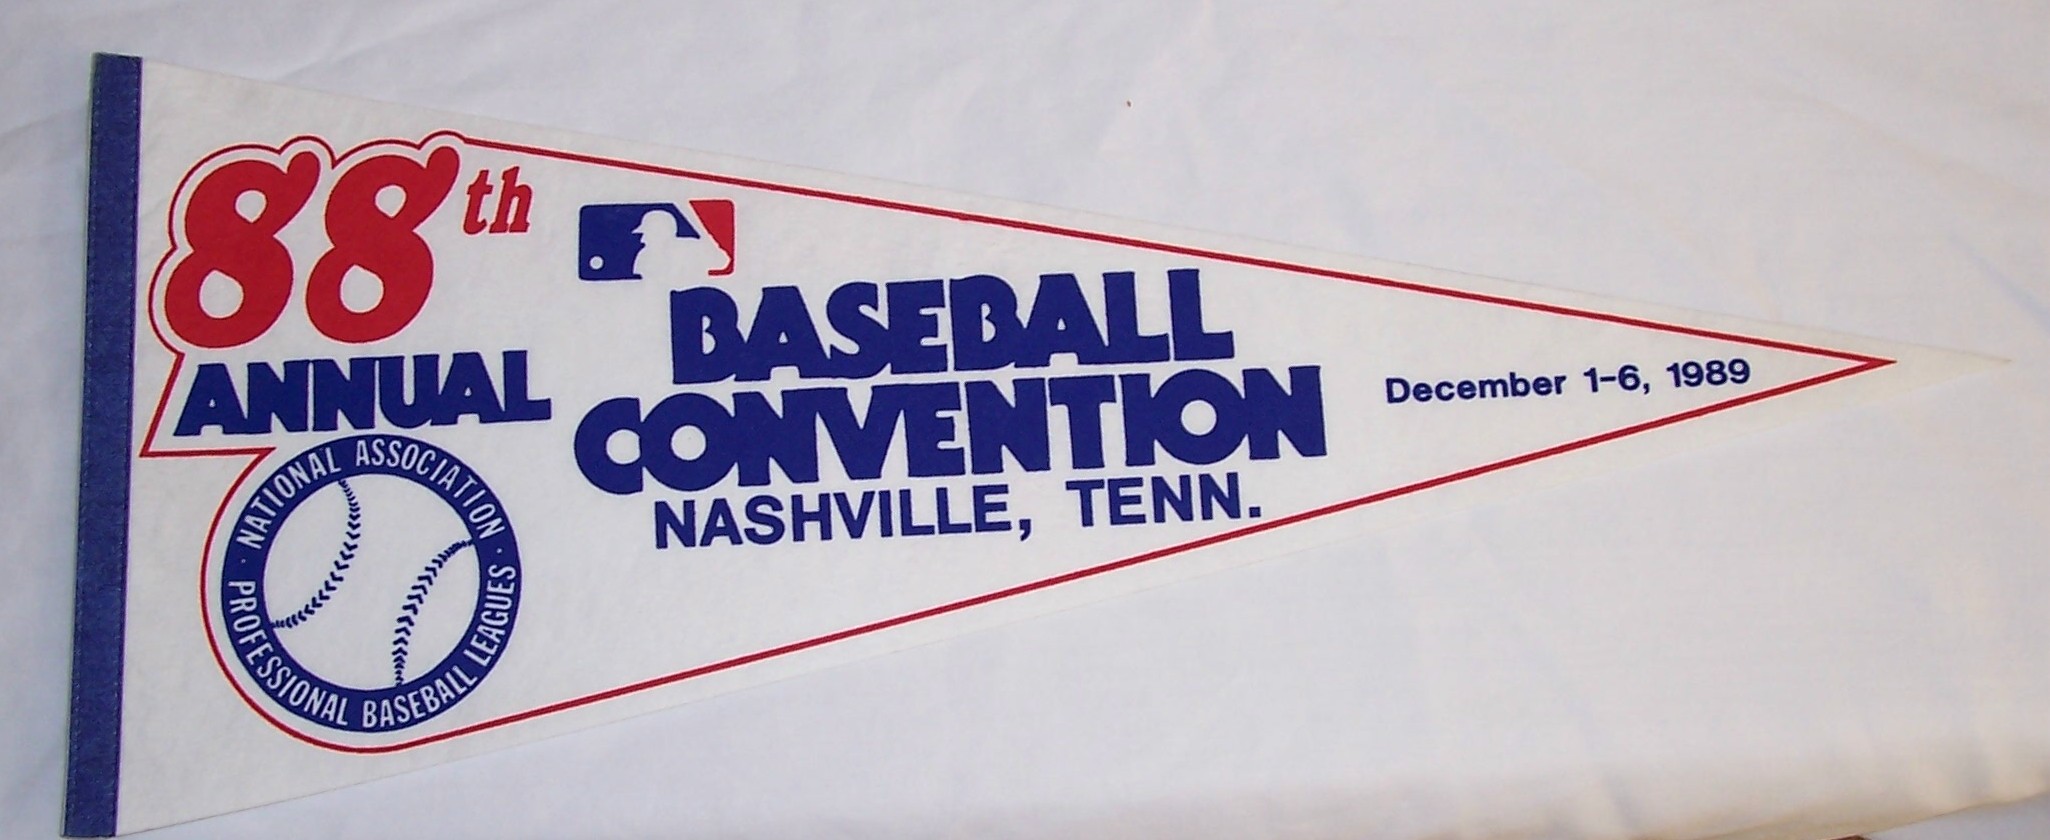 88th
ANNUAL
NATIONAL ASSOCIATION
· PROFESSIONAL BASEBALL LEAGUES ·
BASEBALL
CONVENTION
NASHVILLE, TENN.
December 1-6, 1989